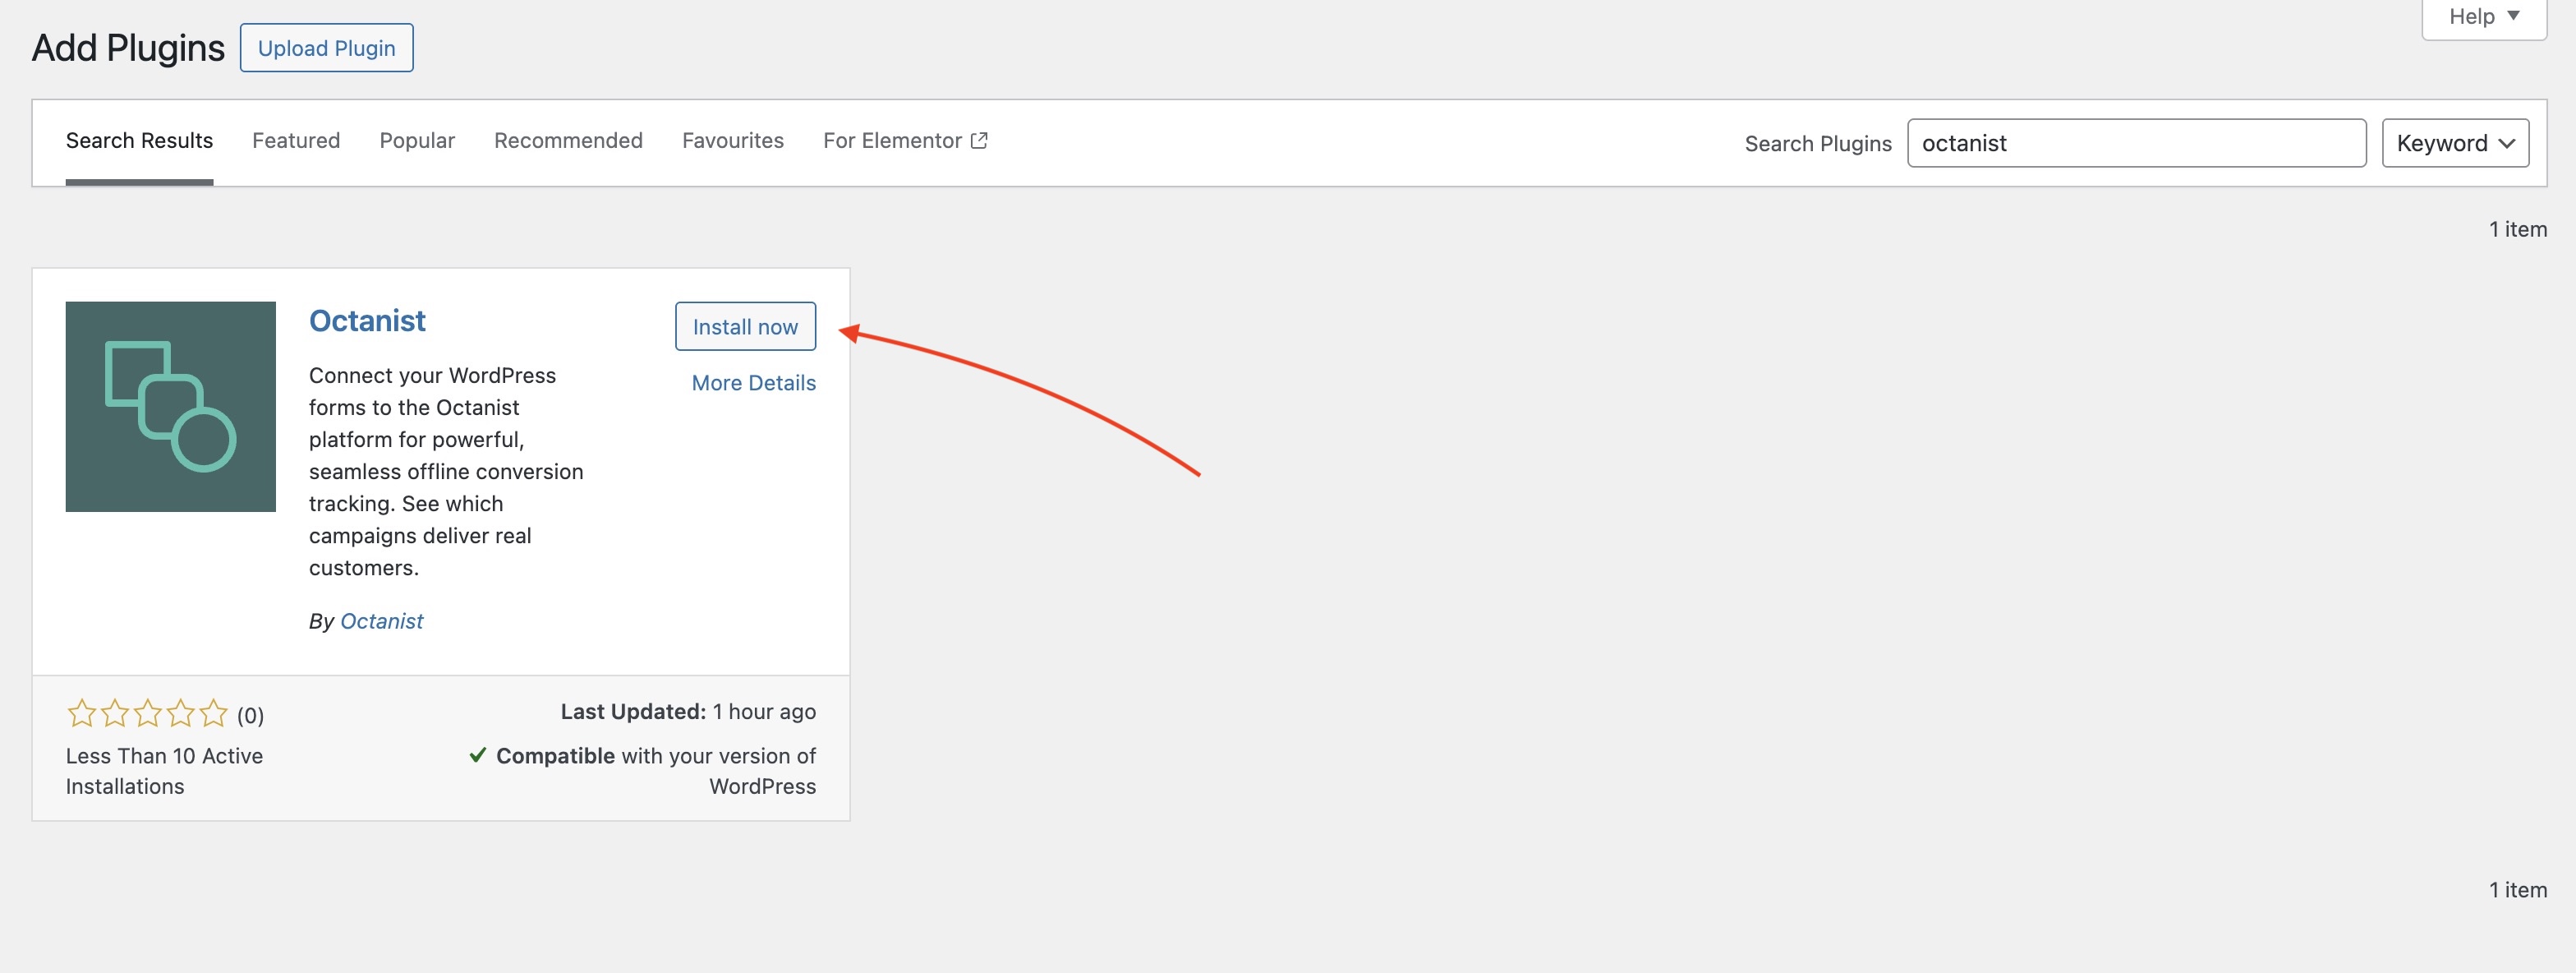 Help
Add Plugins Upload Plugin
Search Results Featured Popular Recommended Favourites For Elementor Search Plugins octanist Keyword
1 item
Octanist
Install now
More Details
Connect your WordPress
forms to the Octanist
platform for powerful,
seamless offline conversion
tracking. See which
campaigns deliver real
customers.
By Octanist
(0)
Less Than 10 Active
Installations
Last Updated: 1 hour ago
Compatible with your version of
WordPress
1 item